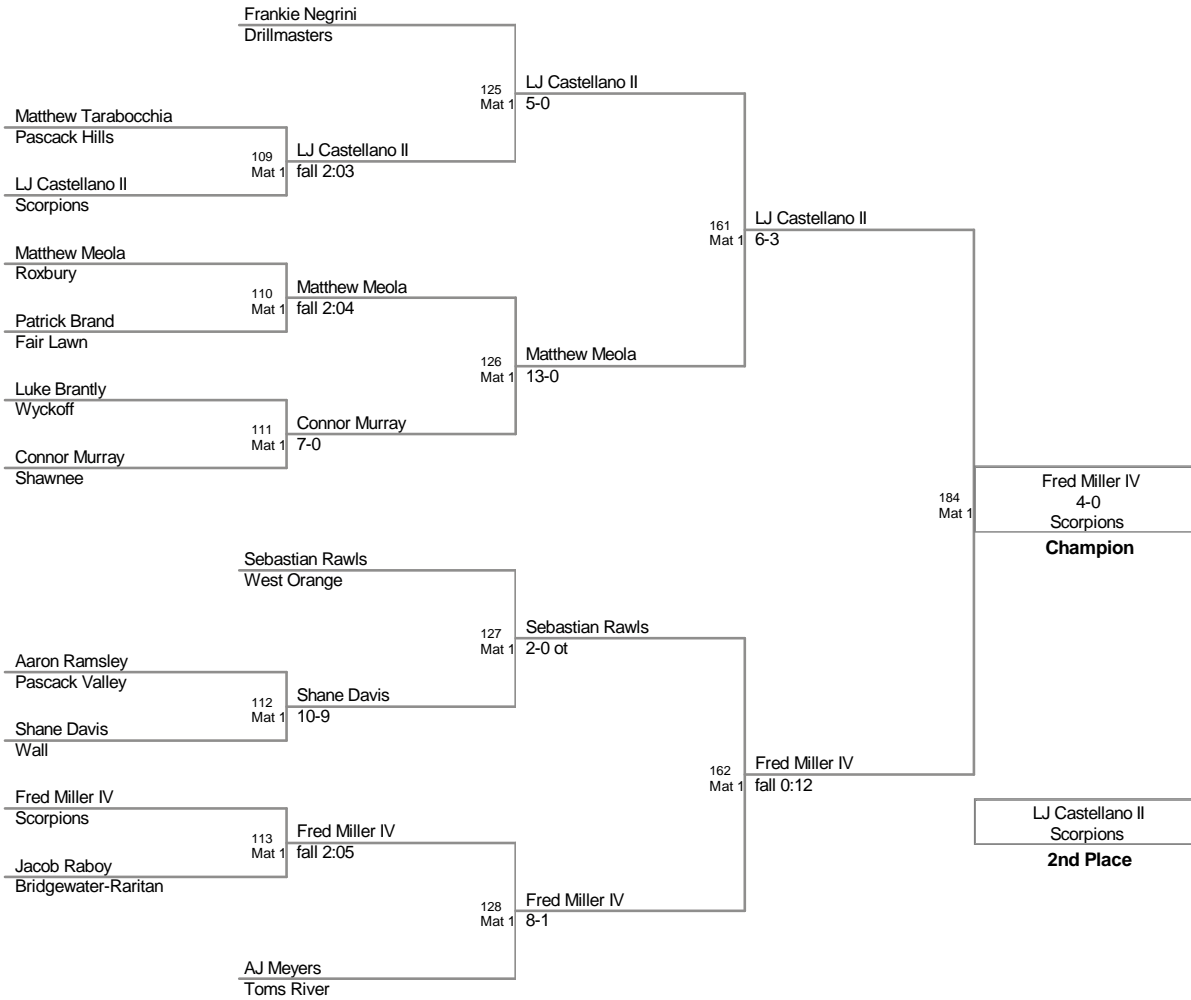 Frankie Negrini
Drillmasters
125
Mat 1
LJ Castellano II
5-0
Matthew Tarabocchia
Pascack Hills
109
Mat 1
LJ Castellano II
fall 2:03
LJ Castellano II
Scorpions
161
Mat 1
LJ Castellano II
6-3
Matthew Meola
Roxbury
110
Mat 1
Matthew Meola
fall 2:04
Patrick Brand
Fair Lawn
126
Mat 1
Matthew Meola
13-0
Luke Brantly
Wyckoff
111
Mat 1
Connor Murray
7-0
Connor Murray
Shawnee
184
Mat 1
Fred Miller IV
4-0
Scorpions
Champion
Sebastian Rawls
West Orange
127
Mat 1
Sebastian Rawls
2-0 ot
Aaron Ramsley
Pascack Valley
112
Mat 1
Shane Davis
10-9
Shane Davis
Wall
162
Mat 1
Fred Miller IV
fall 0:12
Fred Miller IV
Scorpions
113
Mat 1
Fred Miller IV
fall 2:05
Jacob Raboy
Bridgewater-Raritan
LJ Castellano II
Scorpions
2nd Place
128
Mat 1
Fred Miller IV
8-1
AJ Meyers
Toms River